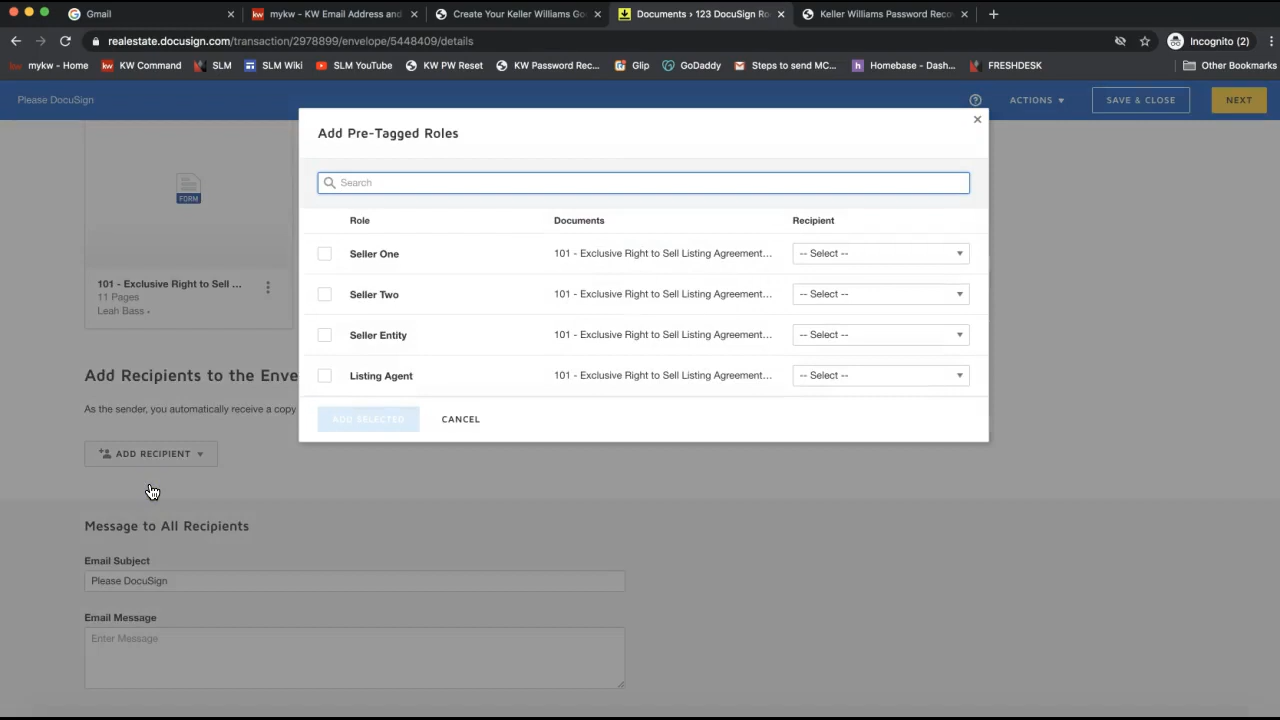 Gmail
mykw - KW Email Address and
Create Your Keller Williams Go
Documents › 123 DocuSign Ro
Keller Williams Password Reco
realestate.docusign.com/transaction/2978899/envelope/5448409/details
Incognito (2)
mykw - Home
KW Command
SLM
SLM Wiki
SLM YouTube
KW PW Reset
KW Password Rec...
Glip
GoDaddy
Steps to send MC...
Homebase - Dash...
FRESHDESK
Other Bookmarks
Please DocuSign
ACTIONS
SAVE & CLOSE
NEXT
Add Pre-Tagged Roles
Search
Role Documents Recipient
Seller One 101 - Exclusive Right to Sell Listing Agreement... -- Select --
Seller Two 101 - Exclusive Right to Sell Listing Agreement... -- Select --
Seller Entity 101 - Exclusive Right to Sell Listing Agreement... -- Select --
Listing Agent 101 - Exclusive Right to Sell Listing Agreement... -- Select --
ADD SELECTED CANCEL
FORM
101 - Exclusive Right to Sell ...
11 Pages
Leah Bass -
Add Recipients to the Enve
As the sender, you automatically receive a copy
ADD RECIPIENT
Message to All Recipients
Email Subject
Please DocuSign
Email Message
Enter Message